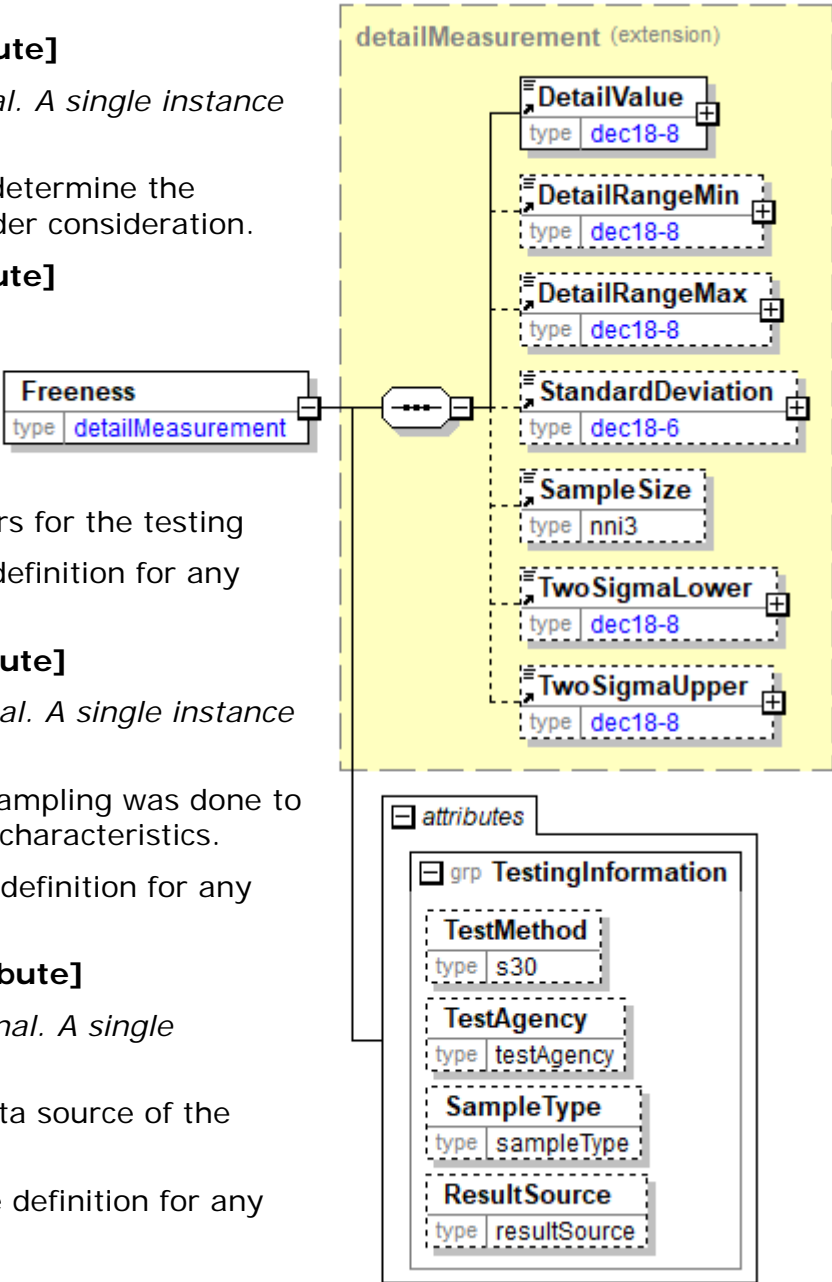 ute]
al. A single instance
determine the
der consideration.
ute]
rs for the testing
definition for any
ute]
al. A single instance
ampling was done to
characteristics.
definition for any
bute]
nal. A single
ta source of the
e definition for any
Freeness
type detailMeasurement
detailMeasurement (extension)
DetailValue
type dec18-8
DetailRangeMin
type dec18-8
DetailRangeMax
type dec18-8
StandardDeviation
type dec18-6
SampleSize
type nni3
TwoSigmaLower
type dec18-8
TwoSigmaUpper
type dec18-8
attributes
grp TestingInformation
TestMethod
type s30
TestAgency
type testAgency
SampleType
type sampleType
ResultSource
type resultSource